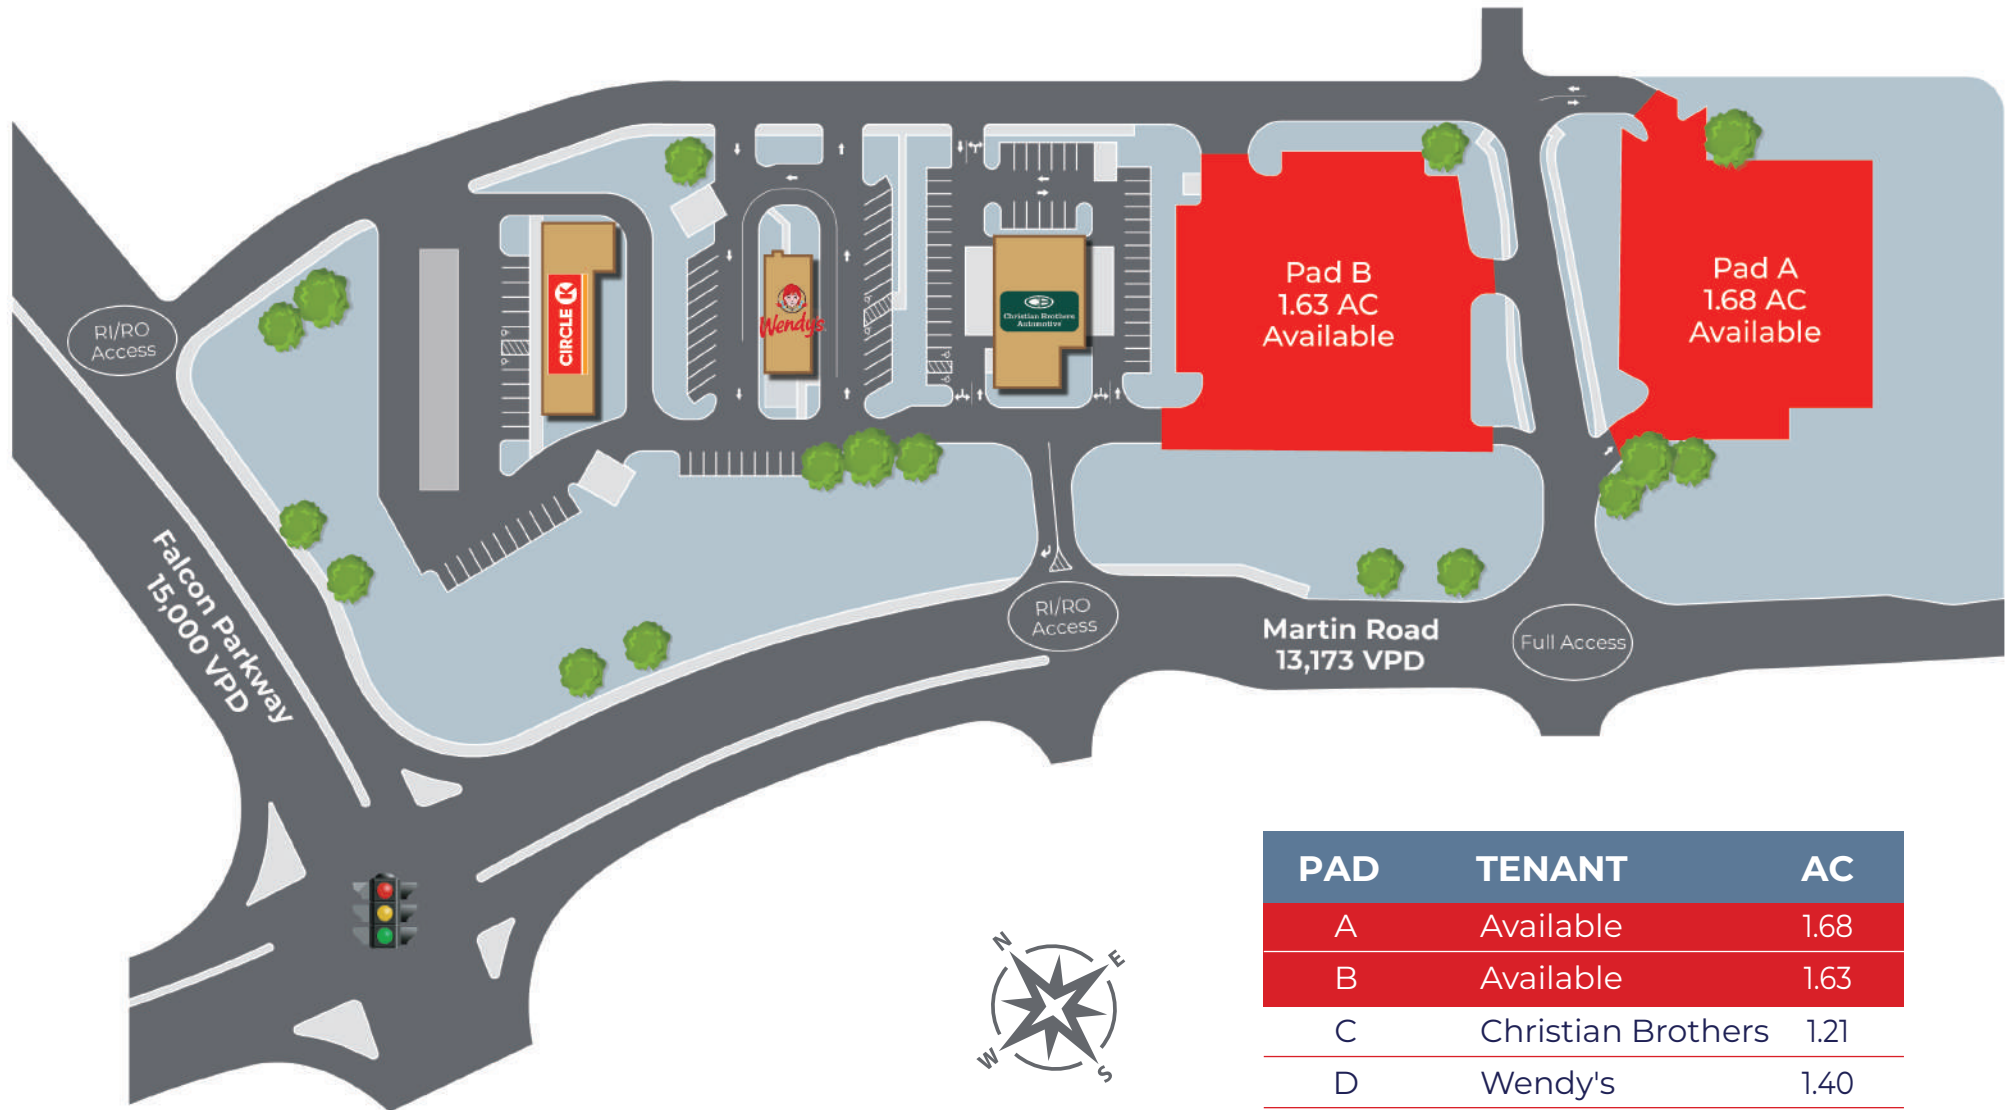 RI/RO
Access
Falcon Parkway
15,000 VPD
CIRCLE K
Wendy's
Christian Brothers
Automotive
Pad B
1.63 AC
Available
Pad A
1.68 AC
Available
RI/RO
Access
Martin Road
13,173 VPD
Full Access
N
E
W
S
PAD TENANT AC
A Available 1.68
B Available 1.63
C Christian Brothers 1.21
D Wendy's 1.40